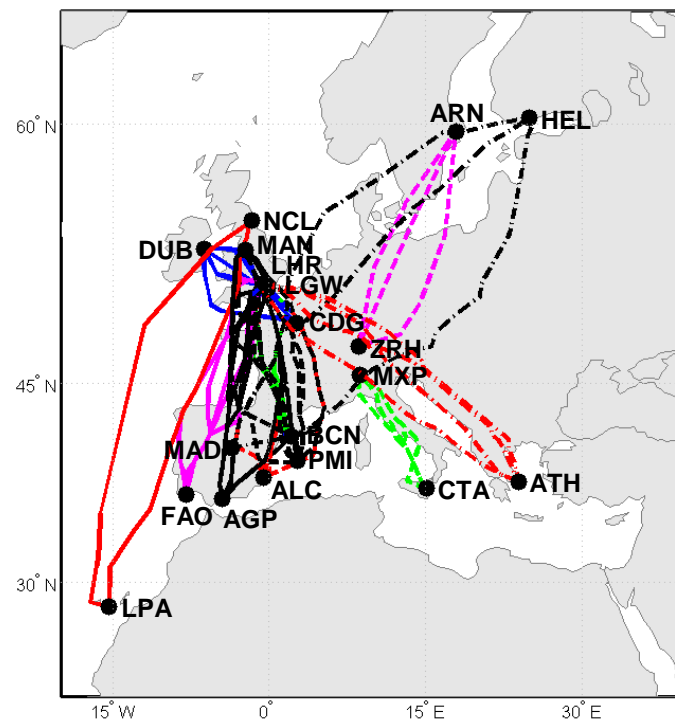 ARN
HEL
60° N
NCL
DUB
MAN
LHR
LGW
CDG
ZRH
MXP
45° N
BCN
MAD
PMI
ALC
CTA
ATH
FAO
AGP
30° N
LPA
15° W
0
15° E
30° E